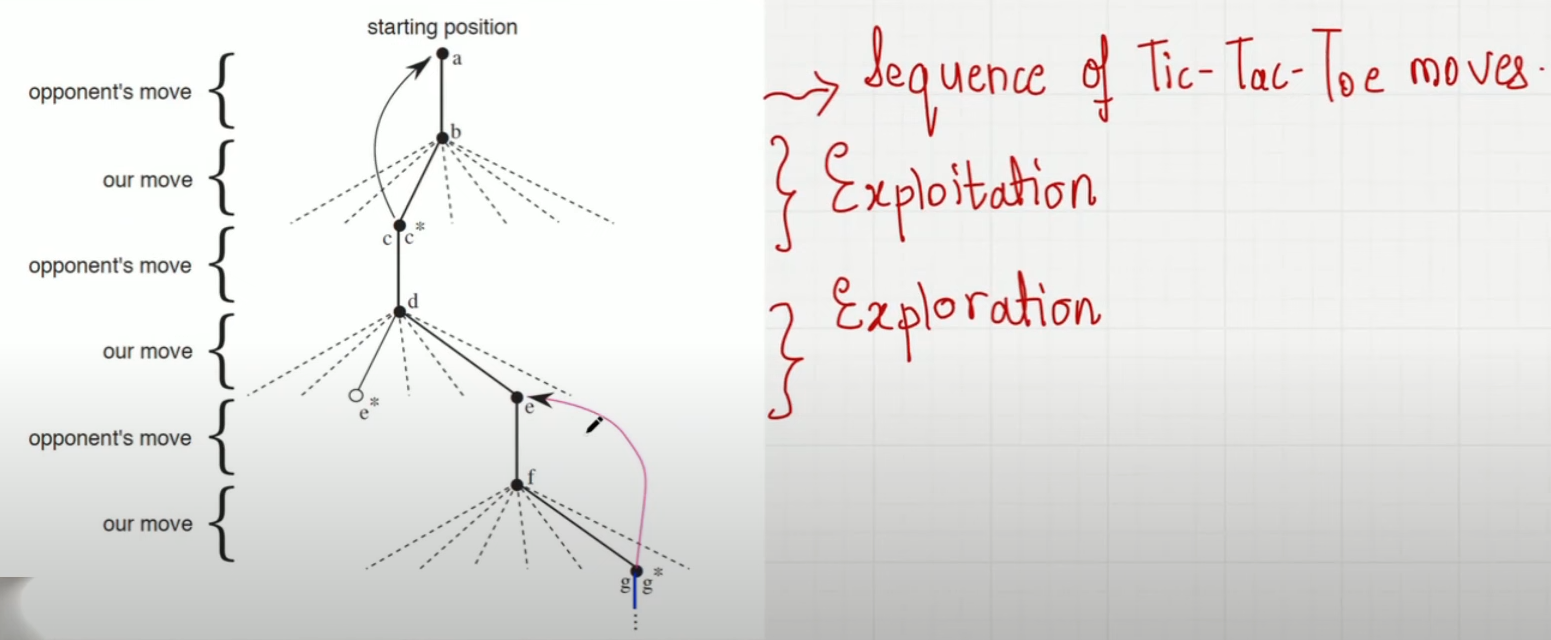 starting position
a
opponent's move
b
our move
c c*
opponent's move
d
our move
e*
e
opponent's move
f
our move
g g*
→ Sequence of Tic-Tac-Toe moves.
} Exploitation
} Exploration